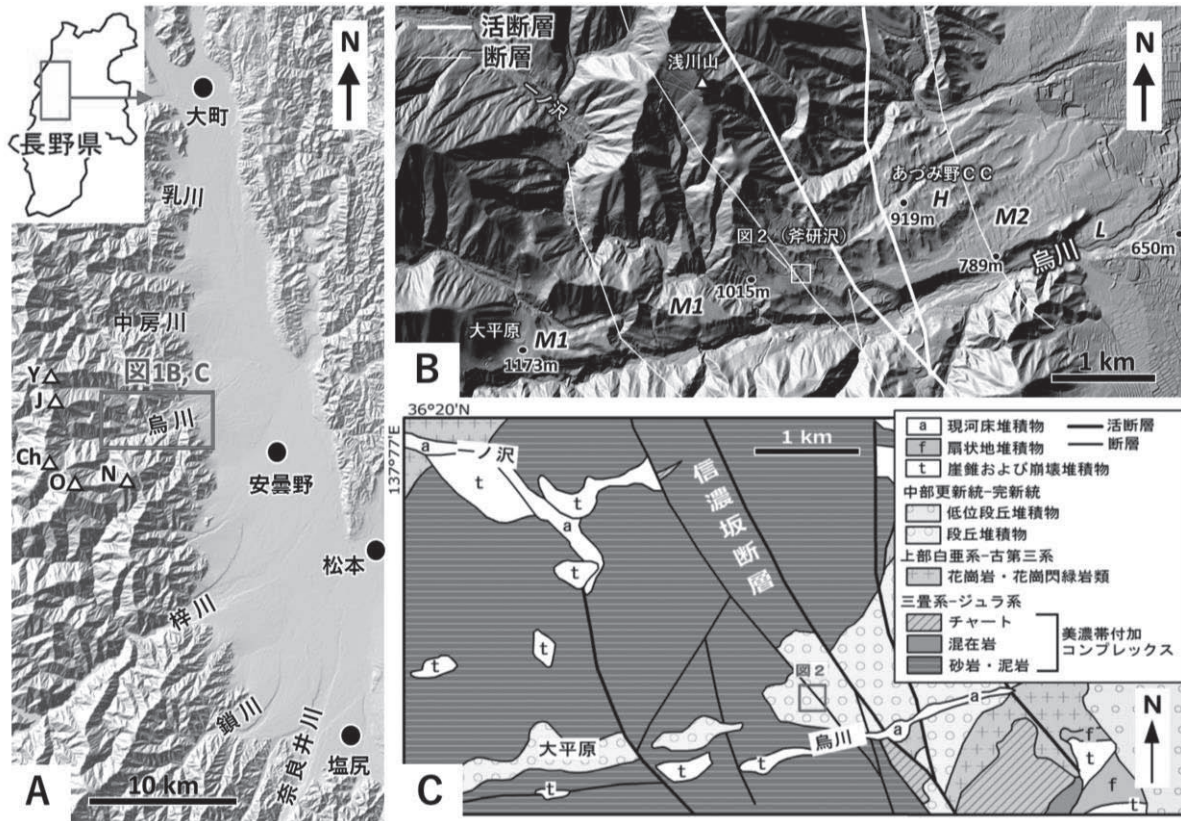 長野県
N
大町
乳川
中房川
Y
J
図1B, C
烏川
Ch
O
N
安曇野
松本
梓川
鎖川
奈良井川
塩尻
A
10 km
活断層
断層
浅川山
一ノ沢
N
あづみ野CC
H
919m
M2
図2(斧研沢)
L
烏川
650m
789m
1015m
M1
大平原
M1
1173m
B
1 km
36°20'N
137°77'E
a
一ノ沢
t
t
a
t
1 km
信濃坂断層
t
t
図2
a
a
烏川
大平原
t
t
t
f
t
f
t
N
C
a 現河床堆積物
f 扇状地堆積物
t 崖錐および崩壊堆積物
活断層
断層
中部更新統−完新統
低位段丘堆積物
段丘堆積物
上部白亜系−古第三系
花崗岩・花崗閃緑岩類
三畳系−ジュラ系
チャート
混在岩
砂岩・泥岩
美濃帯付加
コンプレックス